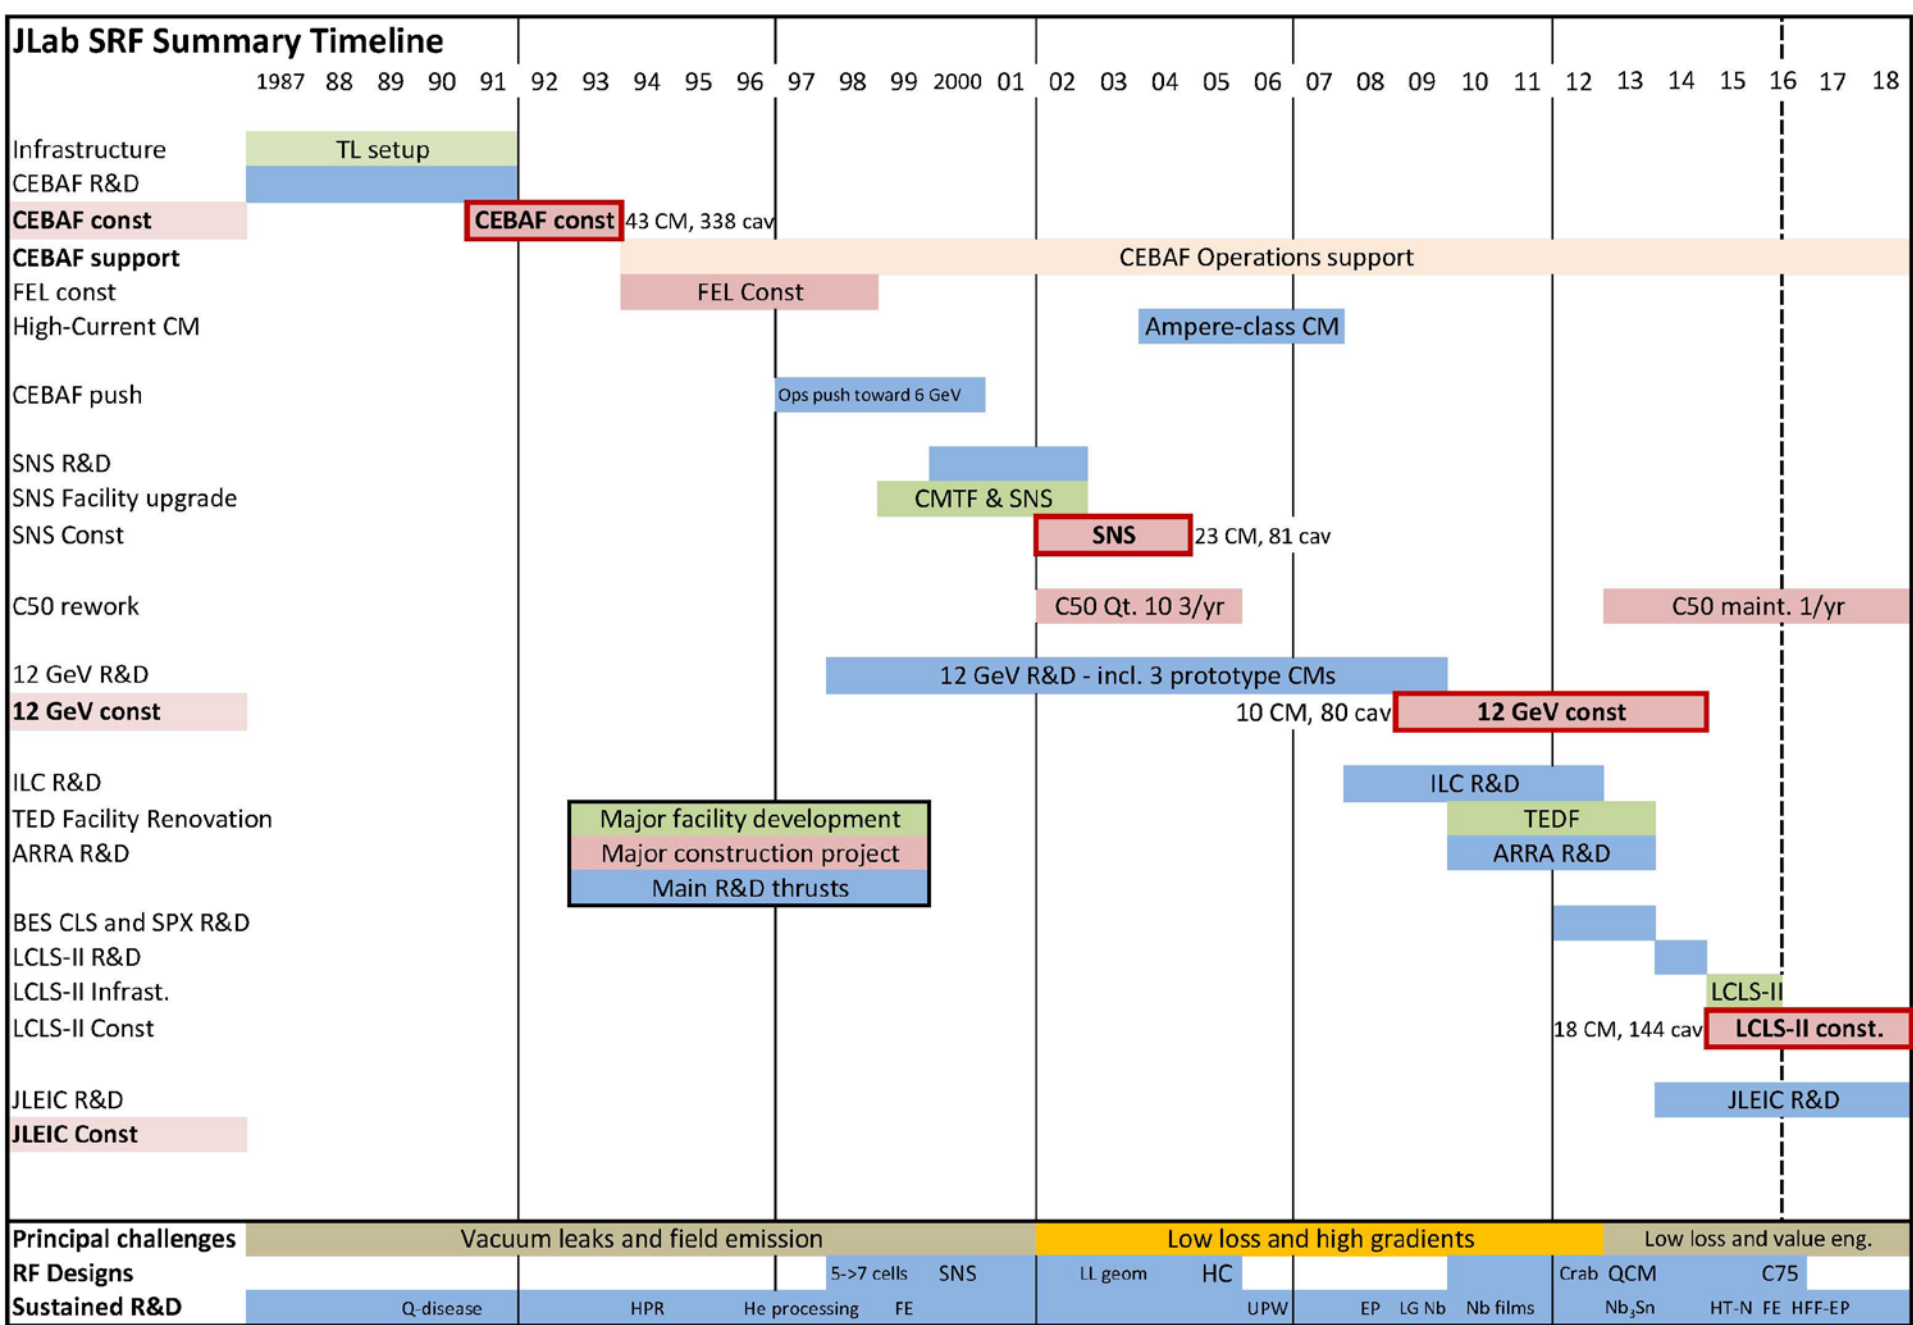 JLab SRF Summary Timeline
1987 88 89 90 91 92 93 94 95 96 97 98 99 2000 01 02 03 04 05 06 07 08 09 10 11 12 13 14 15 16 17 18
Infrastructure TL setup
CEBAF R&D
CEBAF const CEBAF const 43 CM, 338 cav
CEBAF support CEBAF Operations support
FEL const FEL Const
High-Current CM Ampere-class CM
CEBAF push Ops push toward 6 GeV
SNS R&D
SNS Facility upgrade CMTF & SNS
SNS Const SNS 23 CM, 81 cav
C50 rework C50 Qt. 10 3/yr C50 maint. 1/yr
12 GeV R&D 12 GeV R&D - incl. 3 prototype CMs
12 GeV const 10 CM, 80 cav 12 GeV const
ILC R&D ILC R&D
TED Facility Renovation Major facility development TEDF
ARRA R&D Major construction project ARRA R&D
Main R&D thrusts
BES CLS and SPX R&D
LCLS-II R&D
LCLS-II Infrast. LCLS-II
LCLS-II Const 18 CM, 144 cav LCLS-II const.
JLEIC R&D JLEIC R&D
JLEIC Const
Principal challenges Vacuum leaks and field emission Low loss and high gradients Low loss and value eng.
RF Designs 5->7 cells SNS LL geom HC Crab QCM C75
Sustained R&D Q-disease HPR He processing FE UPW EP LG Nb Nb films Nb₃Sn HT-N FE HFF-EP